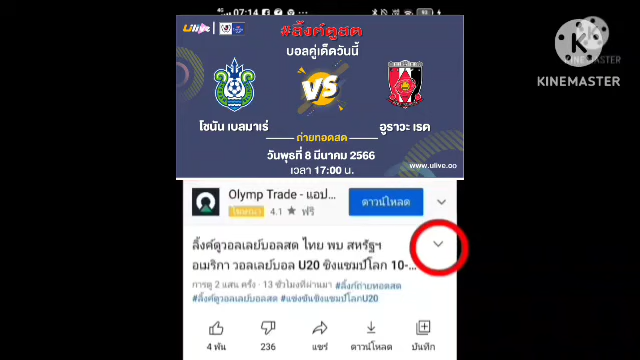 4G 07:14
ulive
#ลิ้งค์ดูสด
บอลคู่เด็ดวันนี้
VS
โชนัน เบลมาเร่
อูราวะ เรด
ถ่ายทอดสด
วันพุธที่ 8 มีนาคม 2566
เวลา 17:00 น.
www.ulive.co
KINEMASTER
Olymp Trade - แอป...
โฆษณา 4.1 ★ ฟรี
ดาวน์โหลด
ลิ้งค์ดูวอลเลย์บอลสด ไทย พบ สหรัฐฯ
อเมริกา วอลเลย์บอล U20 ชิงแชมป์โลก 10-...
การดู 2 แสน ครั้ง · 13 ชั่วโมงที่ผ่านมา #ลิ้งค์ถ่ายทอดสด
#ลิ้งค์ดูวอลเลย์บอลสด #แข่งขันชิงแชมป์โลกU20
4 พัน
236
แชร์
ดาวน์โหลด
บันทึก